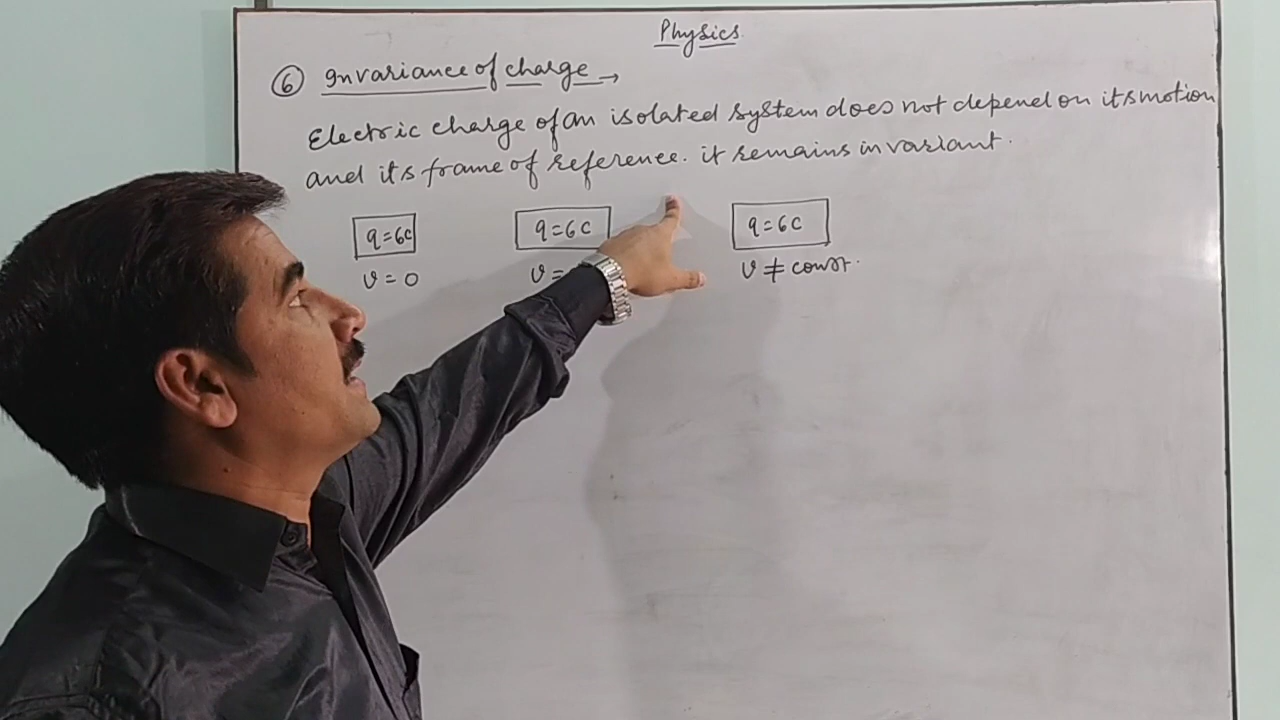 Physics
⑥ Invariance of charge →
Electric charge of an isolated system does not depend on its motion
and its frame of reference. it remains invariant.
q=6C q=6C q=6C
v=0 v= v≠const.